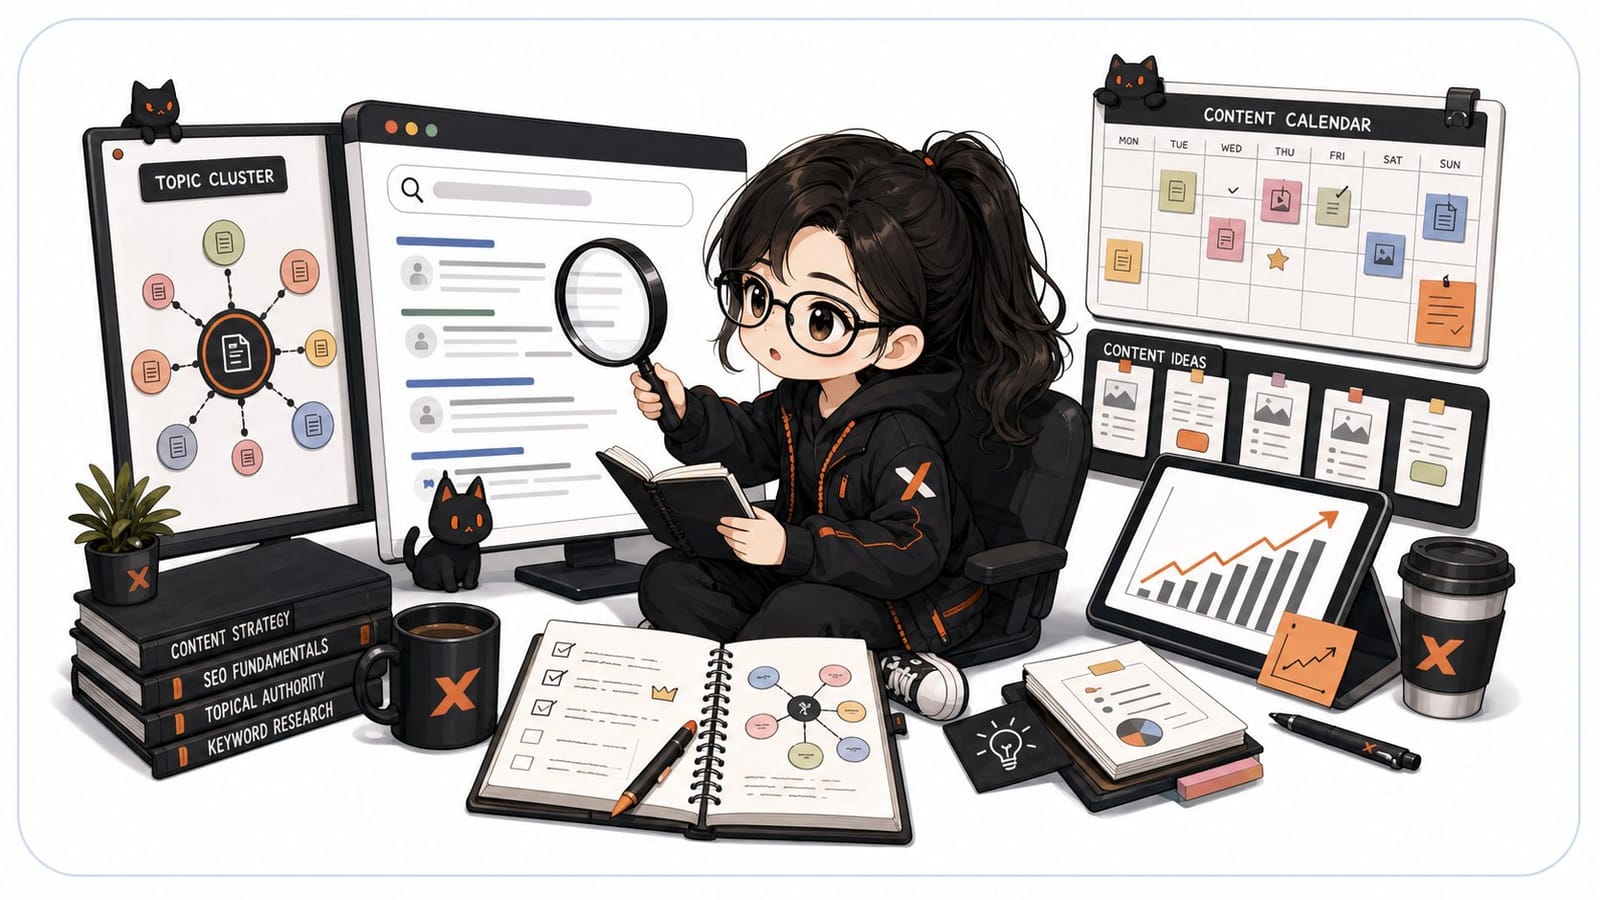 TOPIC CLUSTER
CONTENT CALENDAR
MON TUE WED THU FRI SAT SUN
CONTENT IDEAS
CONTENT STRATEGY
SEO FUNDAMENTALS
TOPICAL AUTHORITY
KEYWORD RESEARCH
X
X
X
X
X